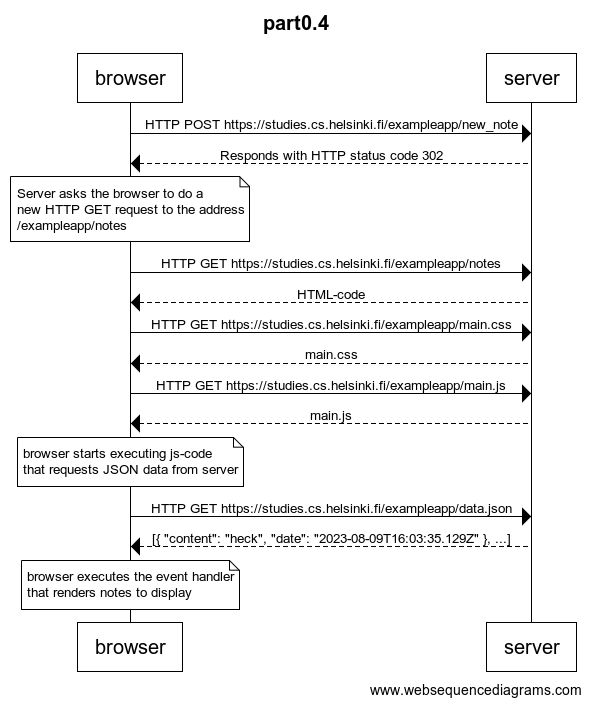 part0.4
browser
server
HTTP POST https://studies.cs.helsinki.fi/exampleapp/new_note
Responds with HTTP status code 302
Server asks the browser to do a
new HTTP GET request to the address
/exampleapp/notes
HTTP GET https://studies.cs.helsinki.fi/exampleapp/notes
HTML-code
HTTP GET https://studies.cs.helsinki.fi/exampleapp/main.css
main.css
HTTP GET https://studies.cs.helsinki.fi/exampleapp/main.js
main.js
browser starts executing js-code
that requests JSON data from server
HTTP GET https://studies.cs.helsinki.fi/exampleapp/data.json
[{ "content": "heck", "date": "2023-08-09T16:03:35.129Z" }, ...]
browser executes the event handler
that renders notes to display
browser
server
www.websequencediagrams.com